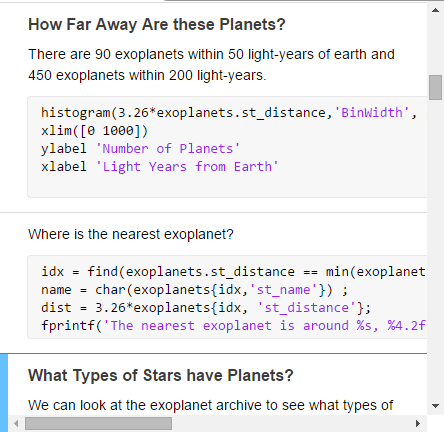 How Far Away Are these Planets?
There are 90 exoplanets within 50 light-years of earth and
450 exoplanets within 200 light-years.
histogram(3.26*exoplanets.st_distance,'BinWidth',
xlim([0 1000])
ylabel 'Number of Planets'
xlabel 'Light Years from Earth'
Where is the nearest exoplanet?
idx = find(exoplanets.st_distance == min(exoplanet
name = char(exoplanets{idx,'st_name'}) ;
dist = 3.26*exoplanets{idx, 'st_distance'};
fprintf('The nearest exoplanet is around %s, %4.2f
What Types of Stars have Planets?
We can look at the exoplanet archive to see what types of